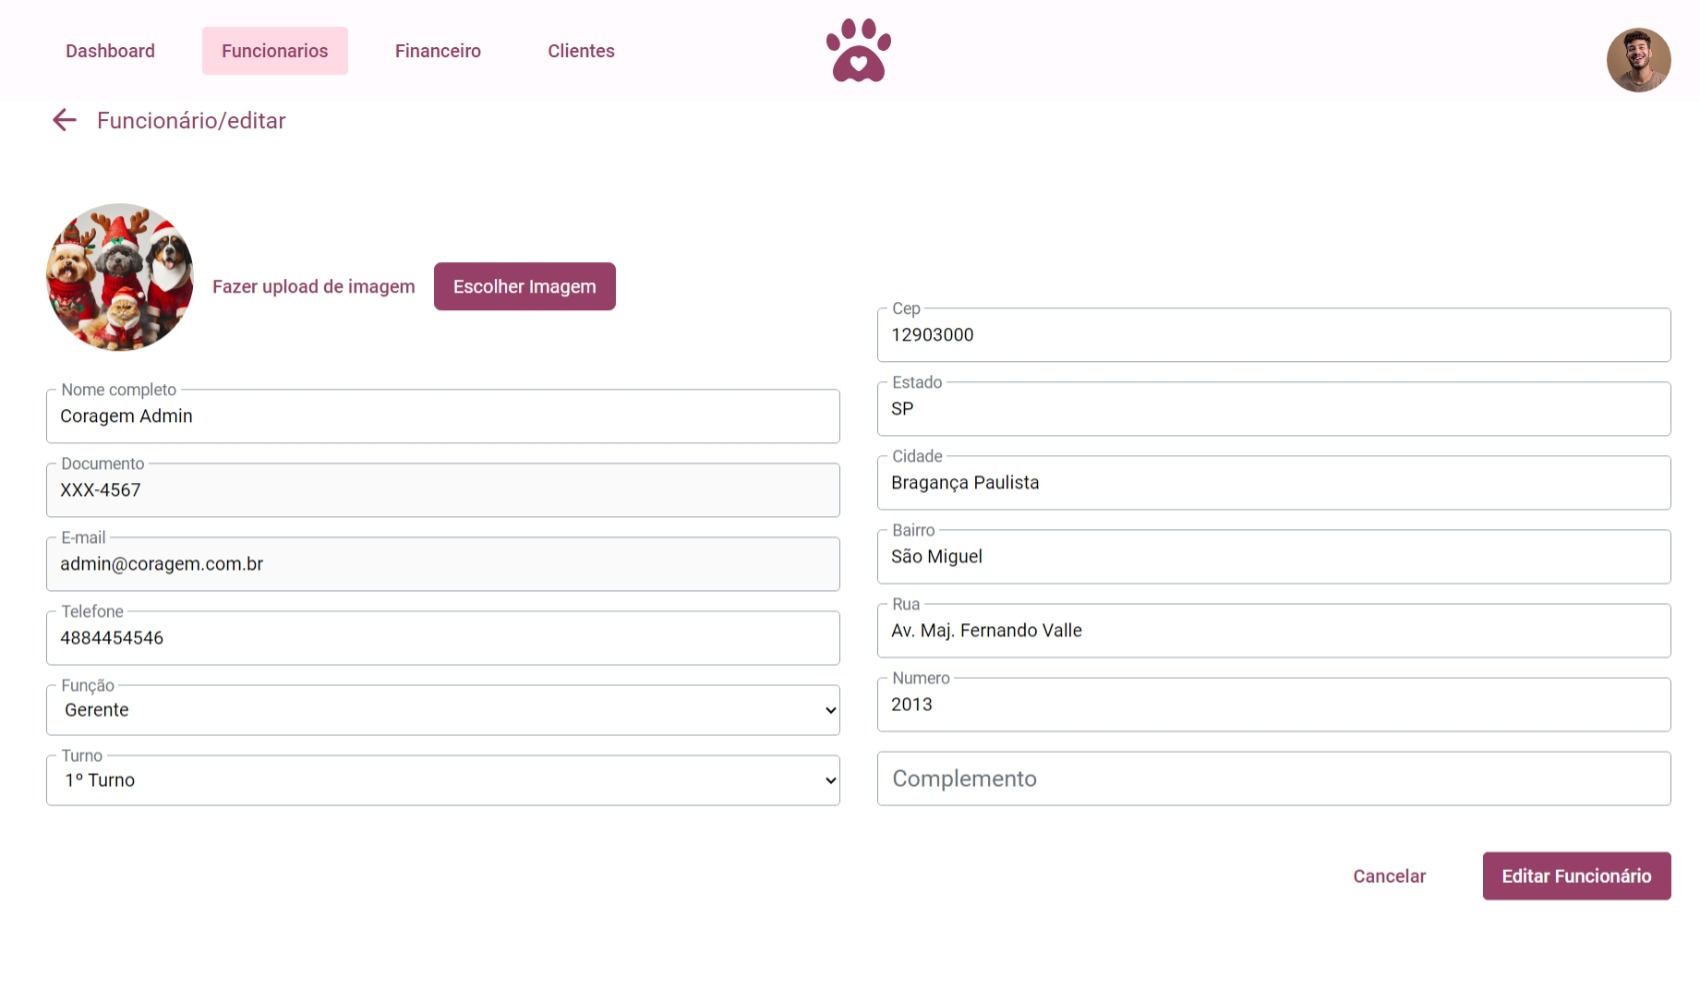 Dashboard
Funcionarios
Financeiro
Clientes
Funcionário/editar
Fazer upload de imagem
Escolher Imagem
Nome completo
Coragem Admin
Documento
XXX-4567
E-mail
admin@coragem.com.br
Telefone
4884454546
Função
Gerente
Turno
1º Turno
Cep
12903000
Estado
SP
Cidade
Bragança Paulista
Bairro
São Miguel
Rua
Av. Maj. Fernando Valle
Numero
2013
Complemento
Cancelar
Editar Funcionário